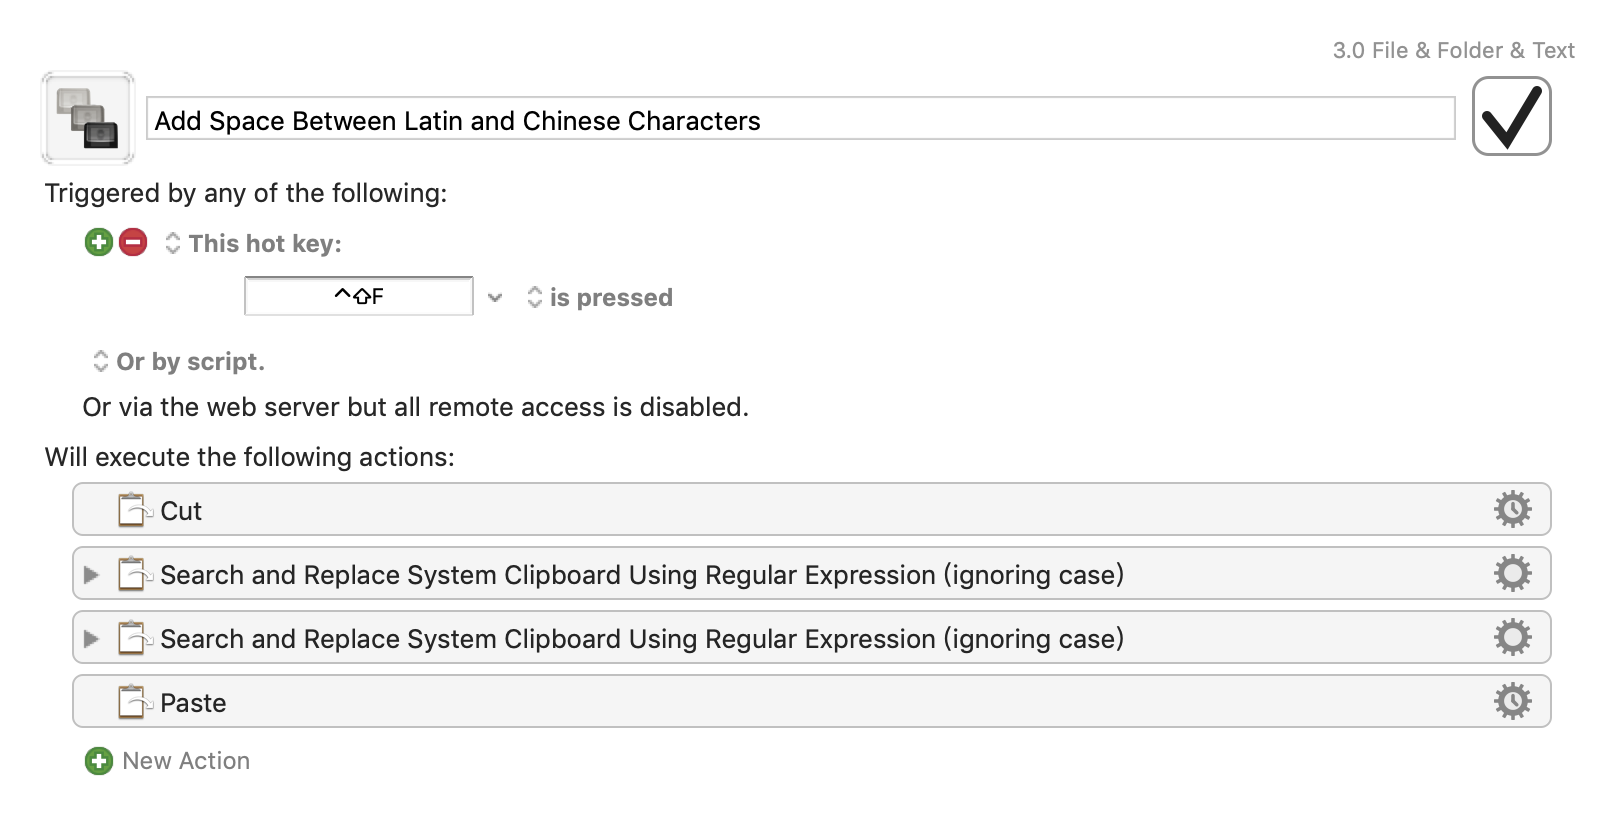 3.0 File & Folder & Text
Add Space Between Latin and Chinese Characters
Triggered by any of the following:
This hot key:
^⇧F is pressed
Or by script.
Or via the web server but all remote access is disabled.
Will execute the following actions:
Cut
Search and Replace System Clipboard Using Regular Expression (ignoring case)
Search and Replace System Clipboard Using Regular Expression (ignoring case)
Paste
New Action